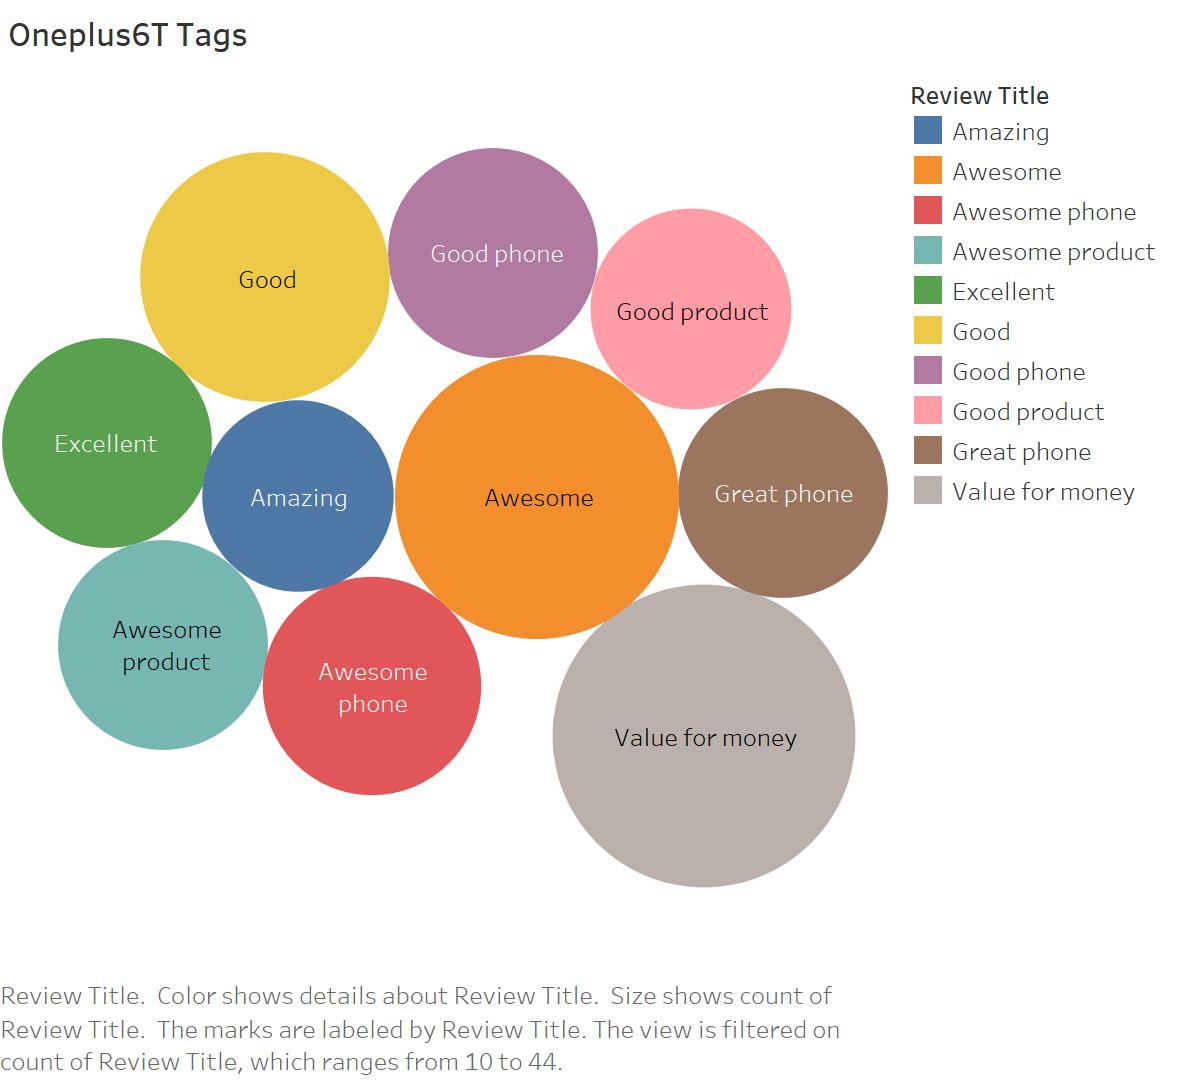 Oneplus6T Tags
Review Title
Amazing
Awesome
Awesome phone
Awesome product
Excellent
Good
Good phone
Good product
Great phone
Value for money
Good
Good phone
Good product
Excellent
Amazing
Awesome
Great phone
Awesome
product
Awesome
phone
Value for money
Review Title.  Color shows details about Review Title.  Size shows count of
Review Title.  The marks are labeled by Review Title. The view is filtered on
count of Review Title, which ranges from 10 to 44.